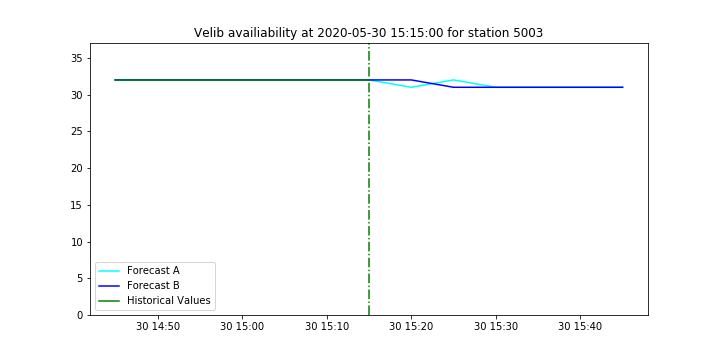 Velib availiability at 2020-05-30 15:15:00 for station 5003
35
30
25
20
15
10
5
0
Forecast A
Forecast B
Historical Values
30 14:50 30 15:00 30 15:10 30 15:20 30 15:30 30 15:40